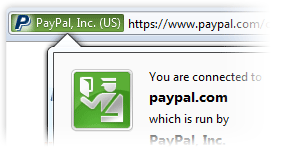 PayPal, Inc. (US) https://www.paypal.com/
You are connected to
paypal.com
which is run by
PayPal, Inc.